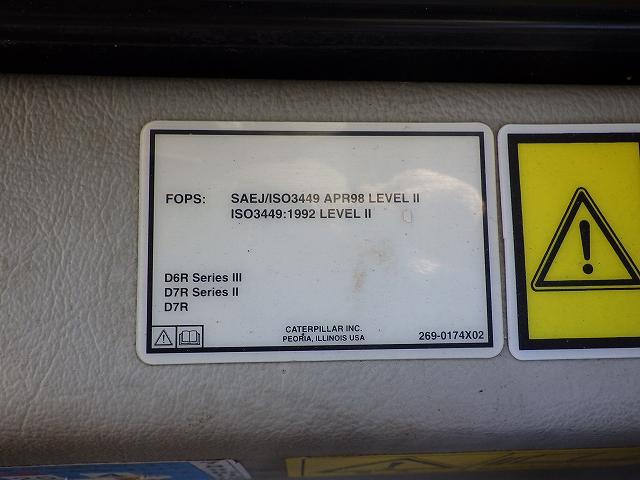 FOPS: SAEJ/ISO3449 APR98 LEVEL II
ISO3449:1992 LEVEL II
D6R Series III
D7R Series II
D7R
CATERPILLAR INC.
PEORIA, ILLINOIS USA
269-0174X02